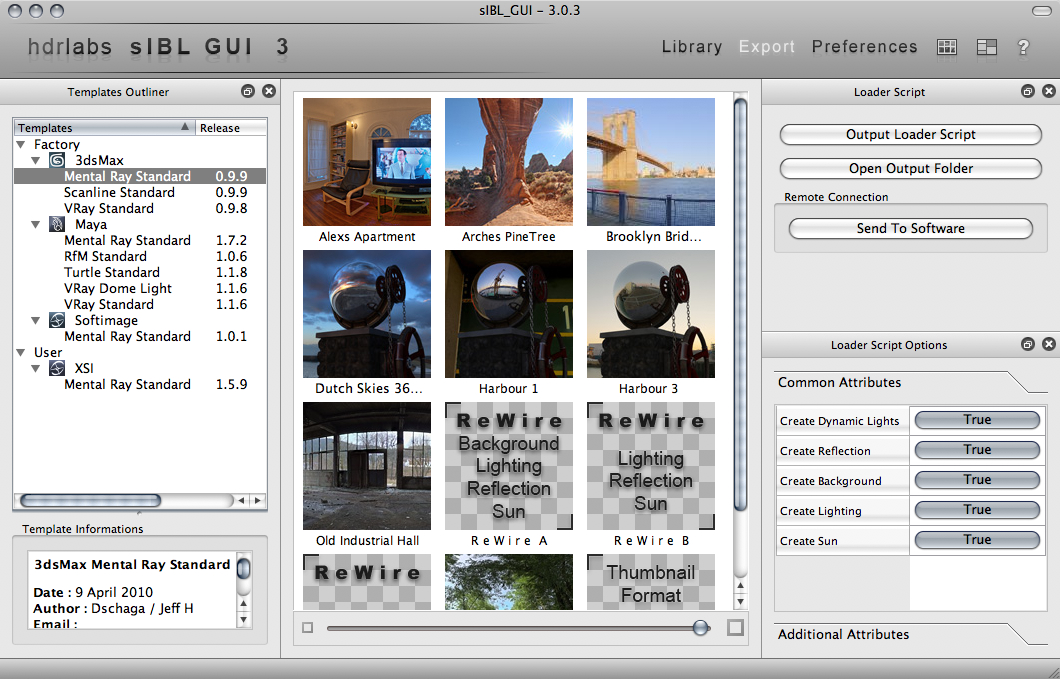 sIBL_GUI - 3.0.3
hdrlabs sIBL GUI 3
Library Export Preferences ?
Templates Outliner
Templates Release
Factory
3dsMax
Mental Ray Standard 0.9.9
Scanline Standard 0.9.9
VRay Standard 0.9.8
Maya
Mental Ray Standard 1.7.2
RfM Standard 1.0.6
Turtle Standard 1.1.8
VRay Dome Light 1.1.6
VRay Standard 1.1.6
Softimage
Mental Ray Standard 1.0.1
User
XSI
Mental Ray Standard 1.5.9
Template Informations
3dsMax Mental Ray Standard
Date : 9 April 2010
Author : Dschaga / Jeff H
Email :
Alexs Apartment
Arches PineTree
Brooklyn Brid...
Dutch Skies 36...
Harbour 1
Harbour 3
Old Industrial Hall
ReWire
Background
Lighting
Reflection
Sun
ReWire A
ReWire
Lighting
Reflection
Sun
ReWire B
ReWire
Thumbnail
Format
Loader Script
Output Loader Script
Open Output Folder
Remote Connection
Send To Software
Loader Script Options
Common Attributes
Create Dynamic Lights True
Create Reflection True
Create Background True
Create Lighting True
Create Sun True
Additional Attributes